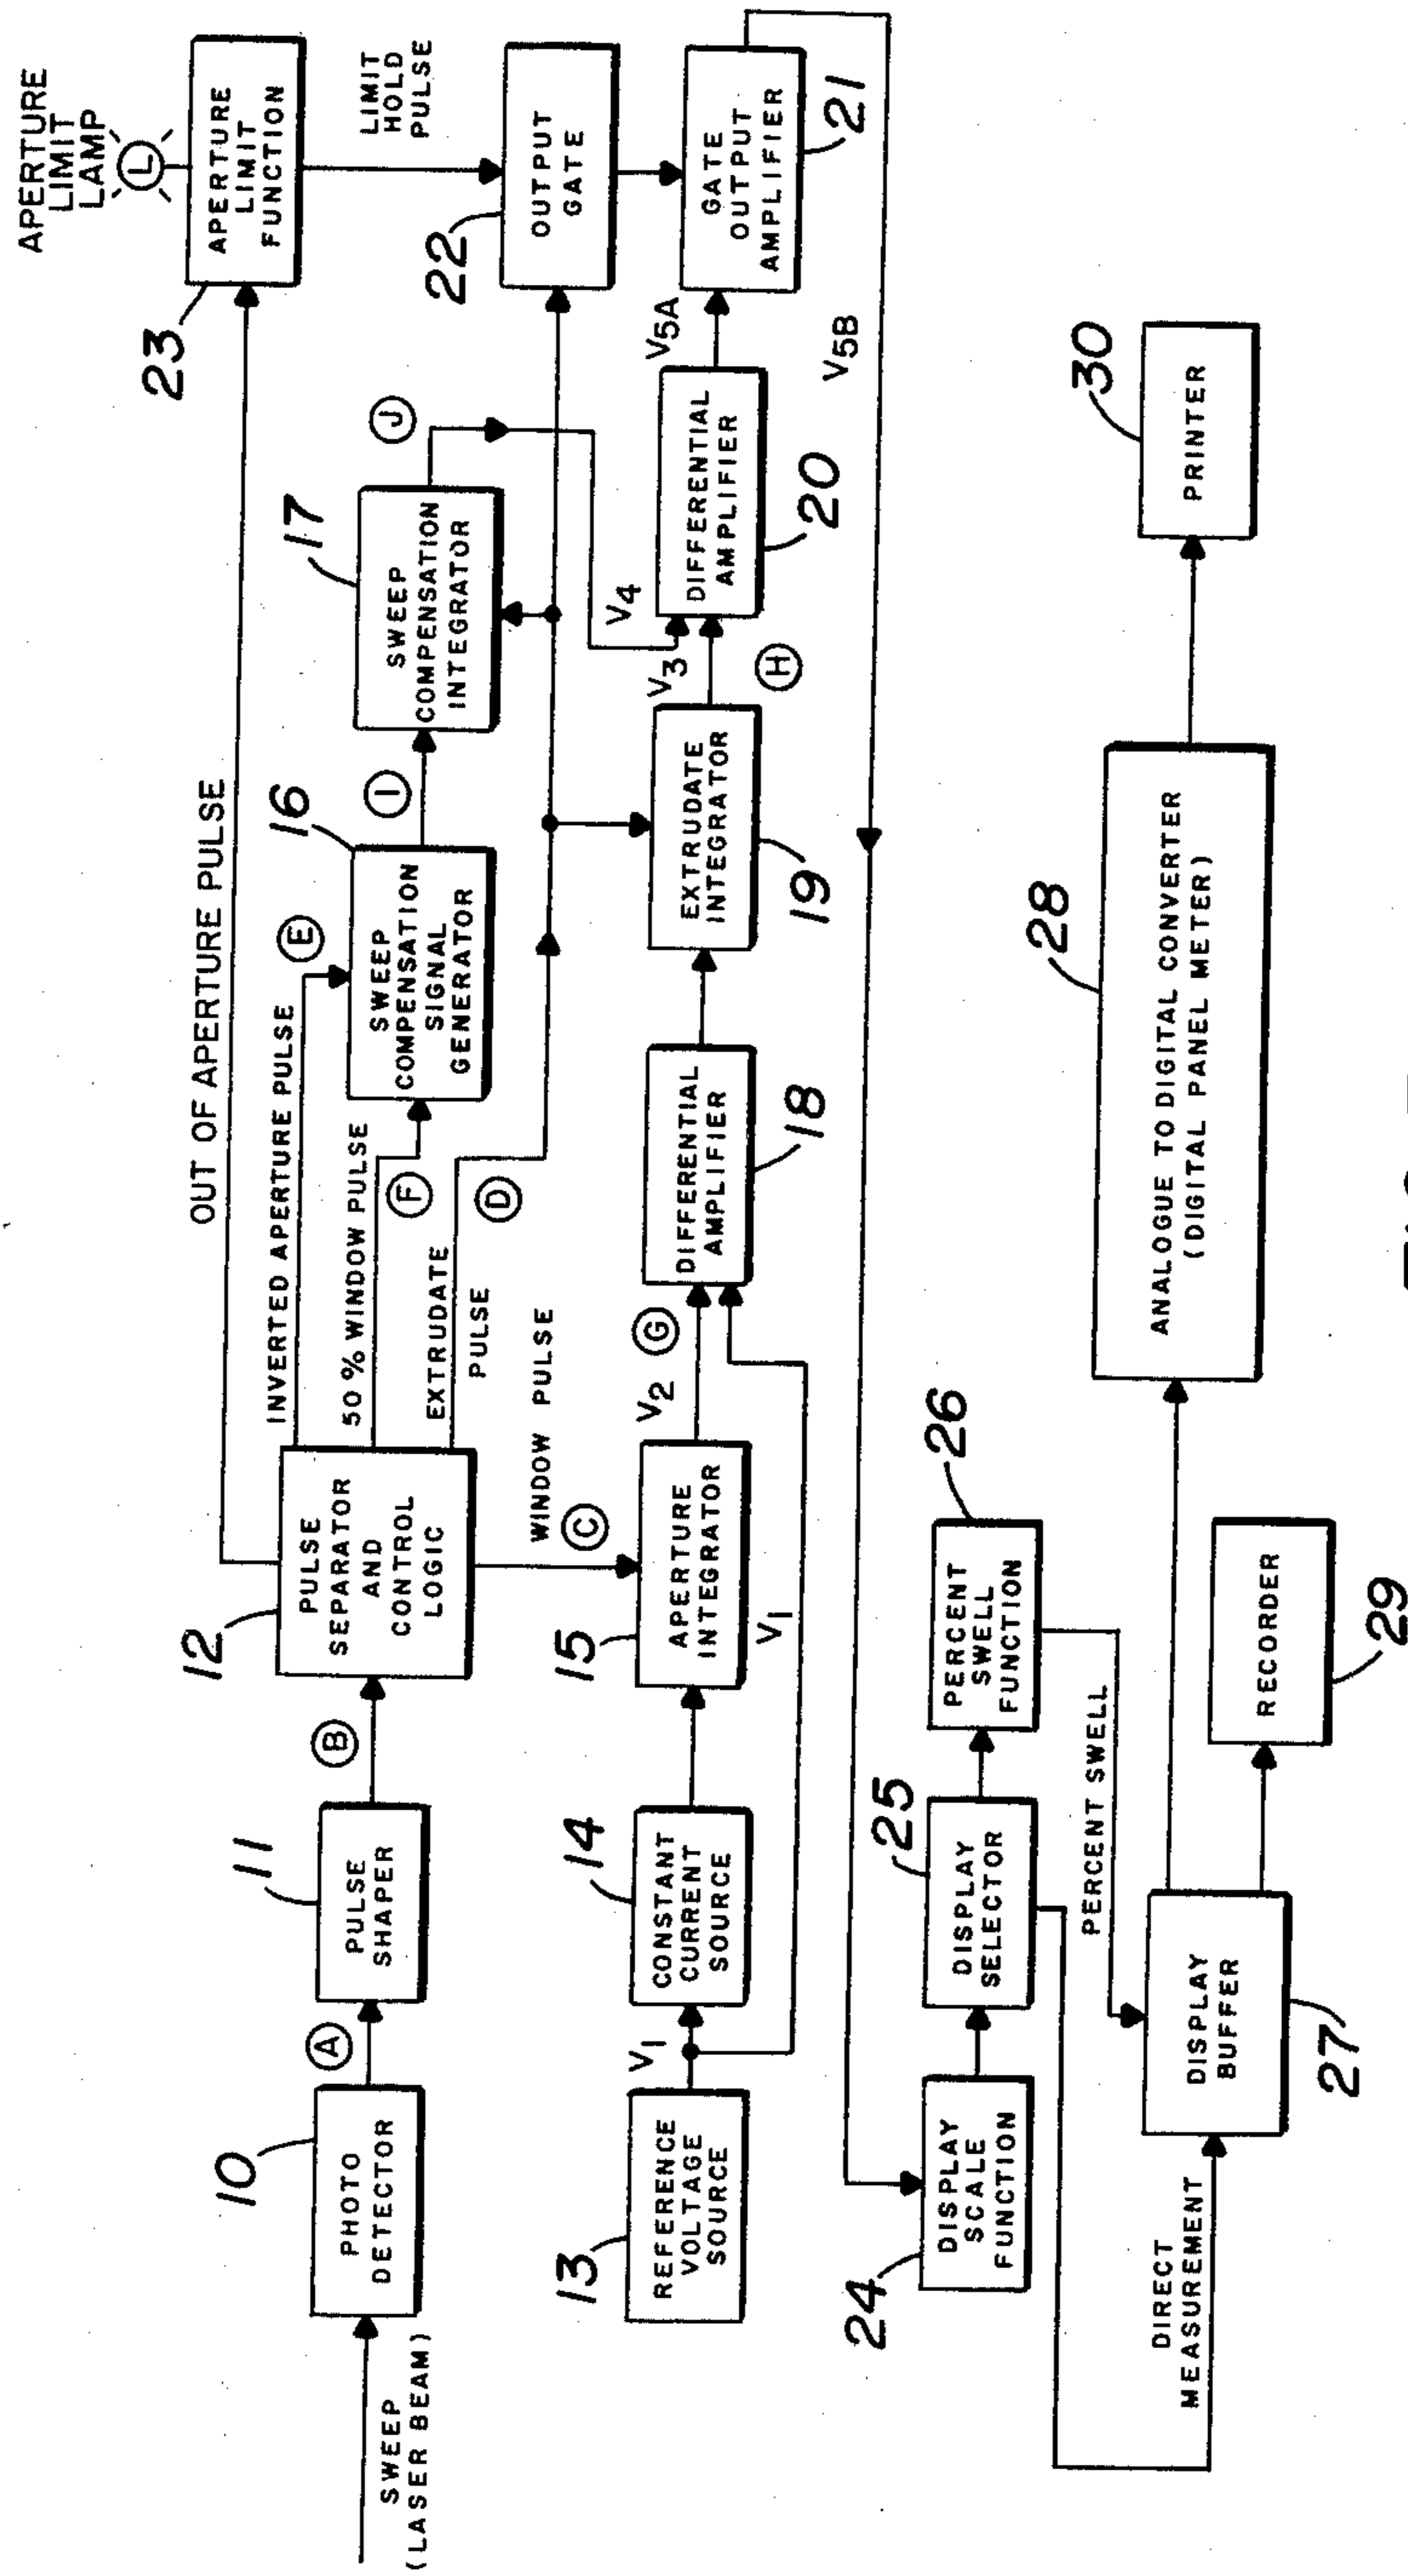 APERTURE
LIMIT
LAMP
L
23
APERTURE
LIMIT
FUNCTION
LIMIT
HOLD
PULSE
OUT OF APERTURE PULSE
INVERTED APERTURE PULSE
E
50 % WINDOW PULSE
F
EXTRUDATE
PULSE
D
WINDOW PULSE
C
SWEEP
(LASER BEAM)
10
PHOTO
DETECTOR
A
11
PULSE
SHAPER
B
12
PULSE
SEPARATOR
AND
CONTROL
LOGIC
16
SWEEP
COMPENSATION
SIGNAL
GENERATOR
I
17
SWEEP
COMPENSATION
INTEGRATOR
J
22
OUTPUT
GATE
13
REFERENCE
VOLTAGE
SOURCE
V1
14
CONSTANT
CURRENT
SOURCE
15
APERTURE
INTEGRATOR
V1
V2
G
DIFFERENTIAL
AMPLIFIER
18
EXTRUDATE
INTEGRATOR
19
V3
V4
H
DIFFERENTIAL
AMPLIFIER
20
V5A
GATE
OUTPUT
AMPLIFIER
21
V5B
24
DISPLAY
SCALE
FUNCTION
25
DISPLAY
SELECTOR
26
PERCENT
SWELL
FUNCTION
PERCENT SWELL
DIRECT
MEASUREMENT
DISPLAY
BUFFER
27
RECORDER
29
28
ANALOGUE TO DIGITAL CONVERTER
(DIGITAL PANEL METER)
30
PRINTER